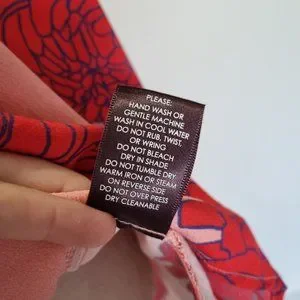 PLEASE:
HAND WASH OR
GENTLE MACHINE
WASH IN COOL WATER
DO NOT RUB, TWIST,
OR WRING
DO NOT BLEACH
DRY IN SHADE
DO NOT TUMBLE DRY
WARM IRON OR STEAM
ON REVERSE SIDE
DO NOT OVER PRESS
DRY CLEANABLE